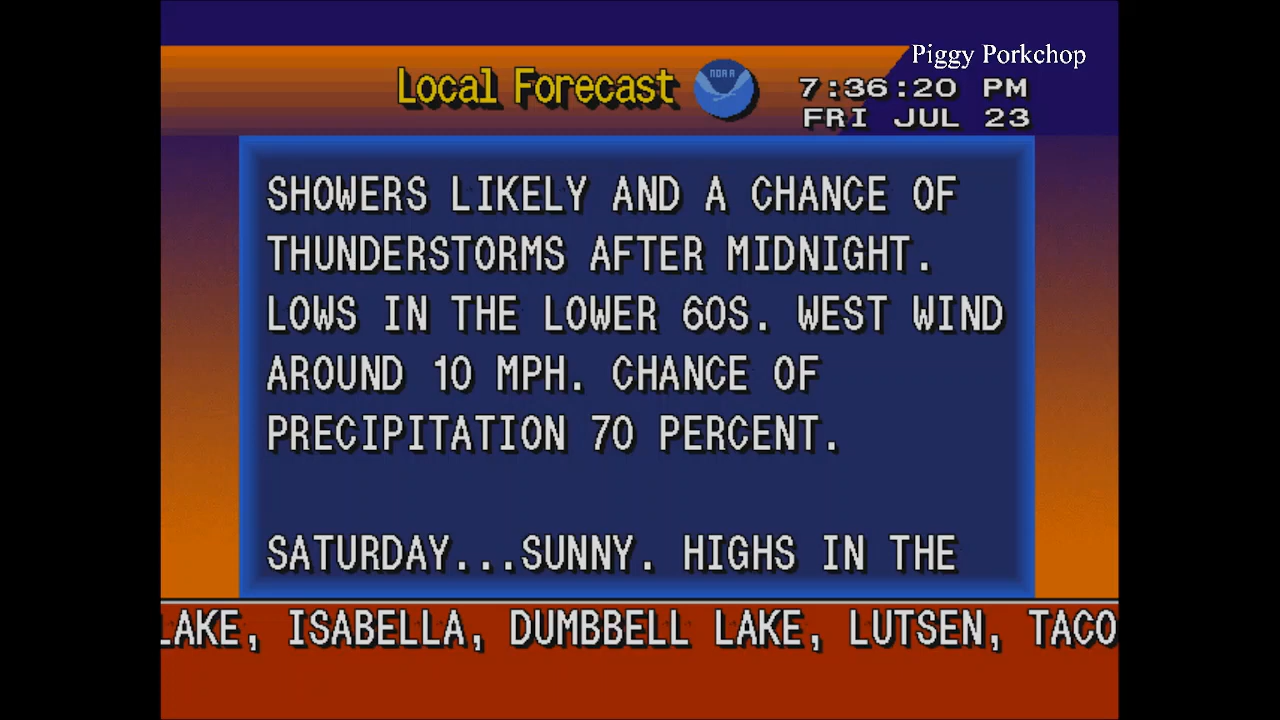 Piggy Porkchop
Local Forecast
NOAA
7:36:20 PM
FRI JUL 23
SHOWERS LIKELY AND A CHANCE OF
THUNDERSTORMS AFTER MIDNIGHT.
LOWS IN THE LOWER 60S. WEST WIND
AROUND 10 MPH. CHANCE OF
PRECIPITATION 70 PERCENT.
SATURDAY...SUNNY. HIGHS IN THE
LAKE, ISABELLA, DUMBBELL LAKE, LUTSEN, TACO